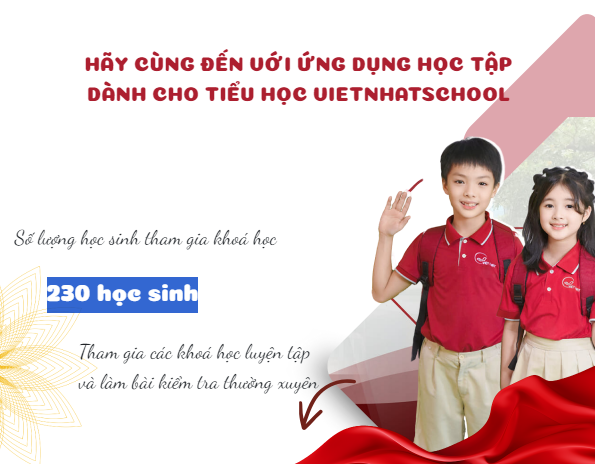 HÃY CÙNG ĐẾN VỚI ỨNG DỤNG HỌC TẬP
DÀNH CHO TIỂU HỌC VIETNHATSCHOOL
Số lượng học sinh tham gia khoá học
230 học sinh
Tham gia các khoá học luyện tập
và làm bài kiểm tra thường xuyên